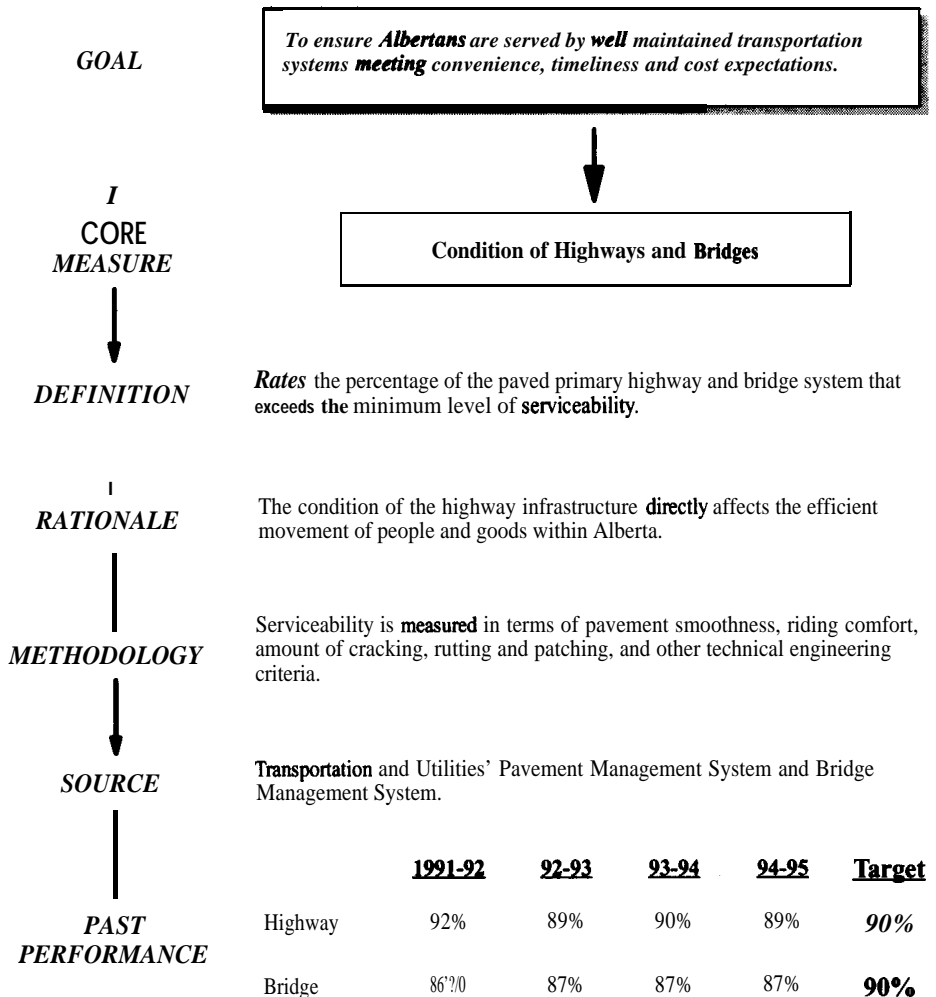 GOAL
To ensure Albertans are served by well maintained transportation
systems meeting convenience, timeliness and cost expectations.
I
CORE
MEASURE
Condition of Highways and Bridges
DEFINITION
Rates the percentage of the paved primary highway and bridge system that
exceeds the minimum level of serviceability.
I
RATIONALE
The condition of the highway infrastructure directly affects the efficient
movement of people and goods within Alberta.
METHODOLOGY
Serviceability is measured in terms of pavement smoothness, riding comfort,
amount of cracking, rutting and patching, and other technical engineering
criteria.
SOURCE
Transportation and Utilities' Pavement Management System and Bridge
Management System.
1991-92 92-93 93-94 94-95 Target
PAST
PERFORMANCE
Highway 92% 89% 90% 89% 90%
Bridge 86'?/0 87% 87% 87% 90%